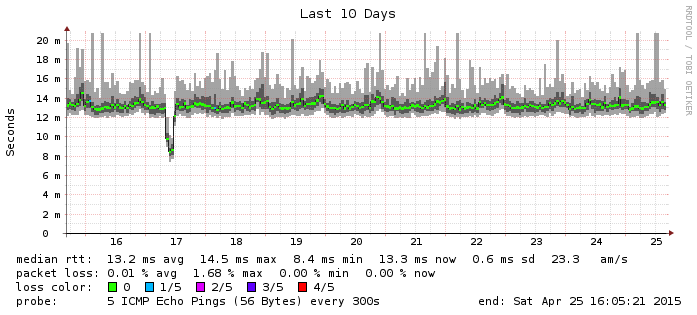 Last 10 Days
RRDTOOL / TOBI OETIKER
Seconds
20 m
18 m
16 m
14 m
12 m
10 m
8 m
6 m
4 m
2 m
0
16 17 18 19 20 21 22 23 24 25
median rtt: 13.2 ms avg 14.5 ms max 8.4 ms min 13.3 ms now 0.6 ms sd 23.3 am/s
packet loss: 0.01 % avg 1.68 % max 0.00 % min 0.00 % now
loss color: 0 1/5 2/5 3/5 4/5
probe: 5 ICMP Echo Pings (56 Bytes) every 300s end: Sat Apr 25 16:05:21 2015